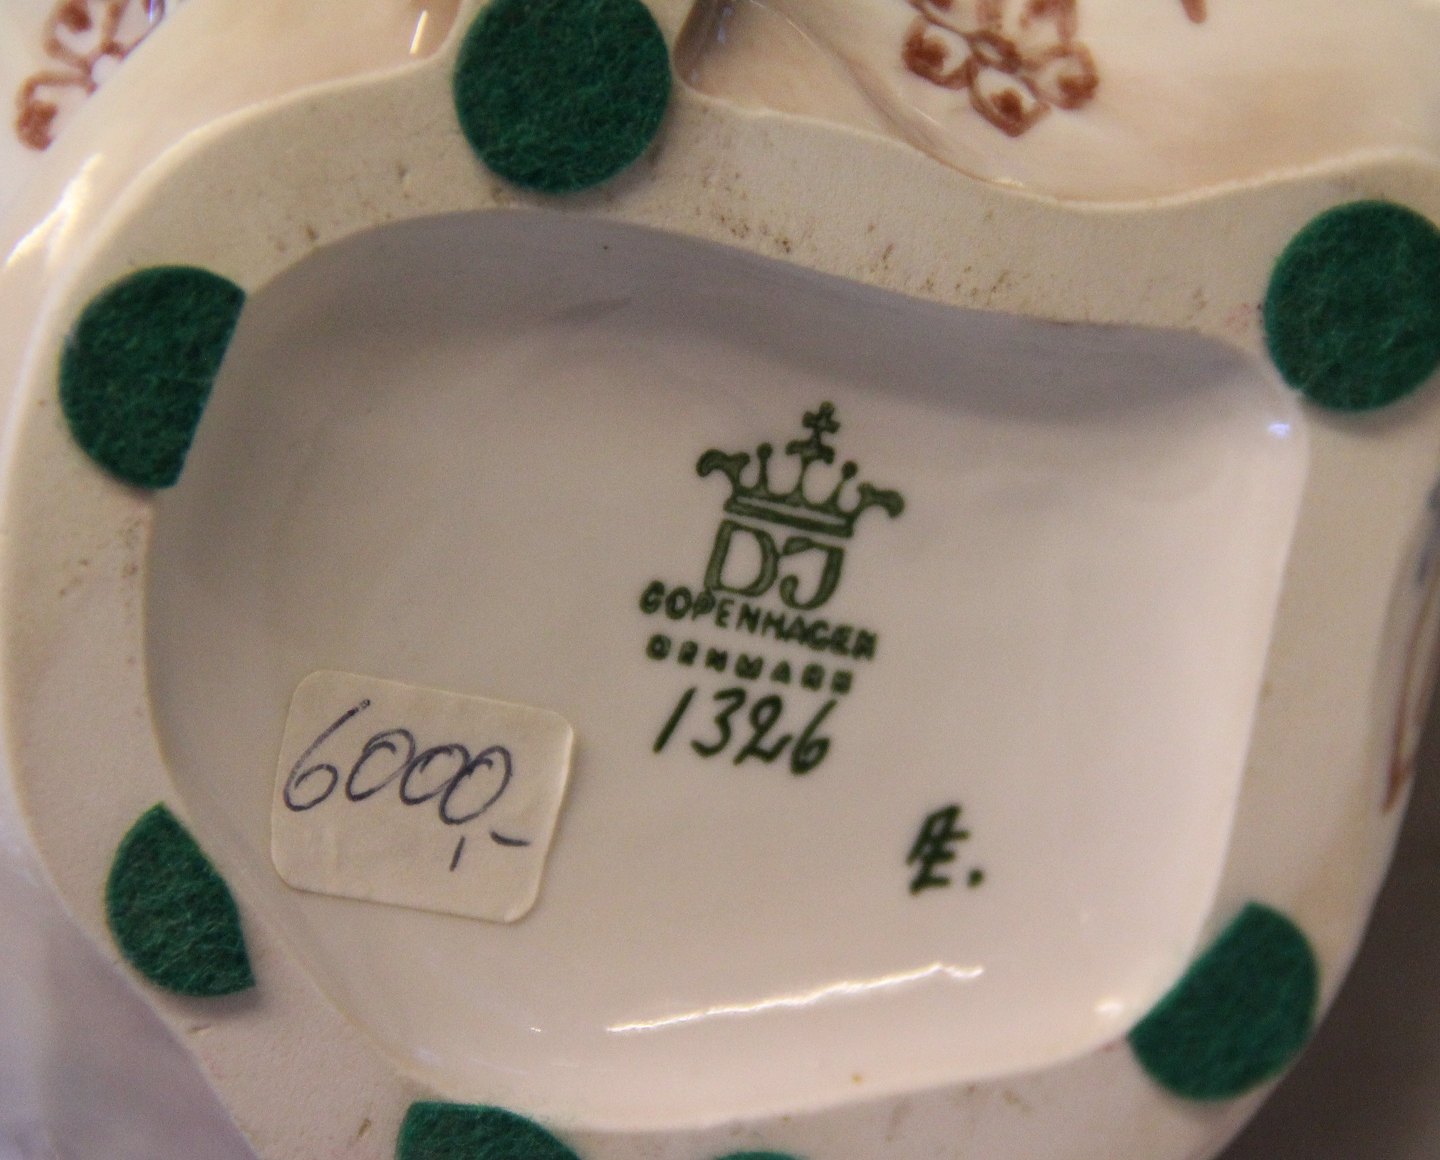 DJ
COPENHAGEN
DENMARK
1326
6000,-